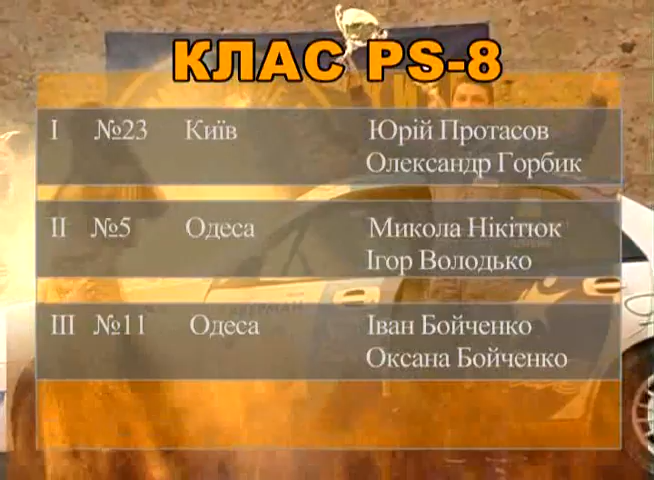 КЛАС PS-8
I №23 Київ Юрій Протасов
Олександр Горбик
II №5 Одеса Микола Нікітюк
Ігор Володько
III №11 Одеса Іван Бойченко
Оксана Бойченко